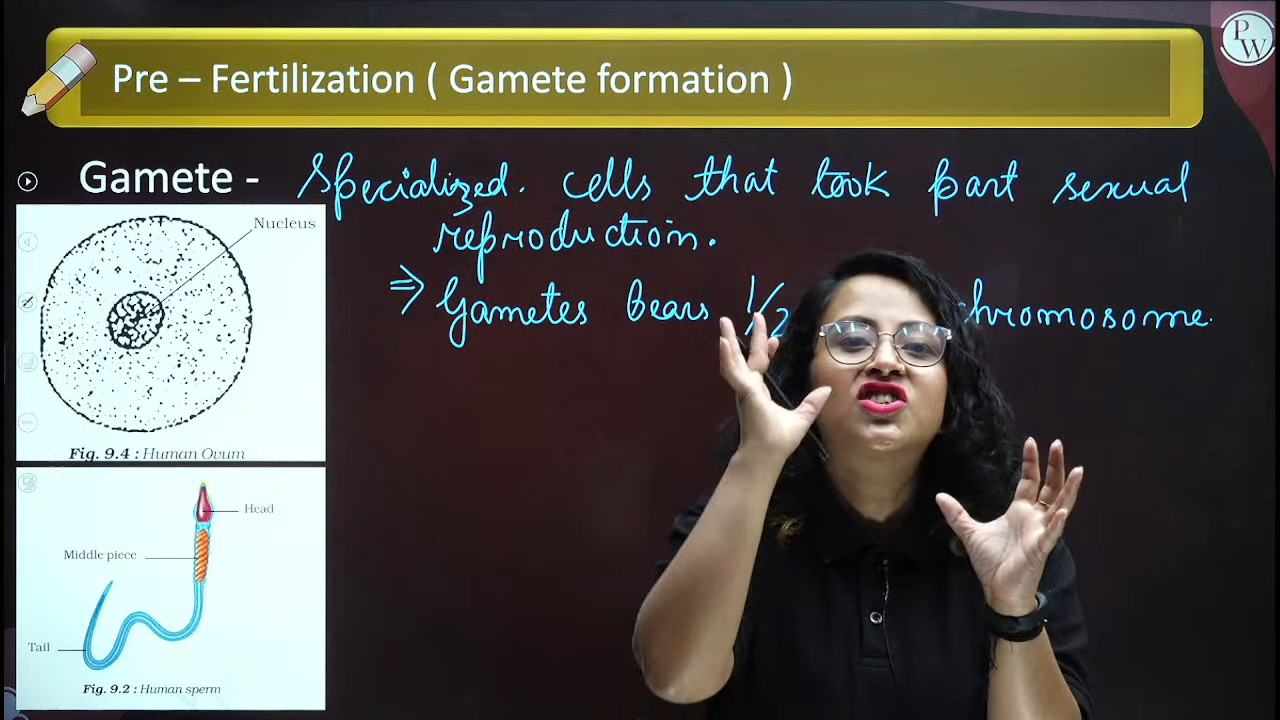 PW
Pre – Fertilization ( Gamete formation )
Gamete - Specialized. cells that took part sexual
reproduction.
⇒ Gametes bears 1/2 chromosome.
Nucleus
Fig. 9.4 : Human Ovum
Head
Middle piece
Tail
Fig. 9.2 : Human sperm